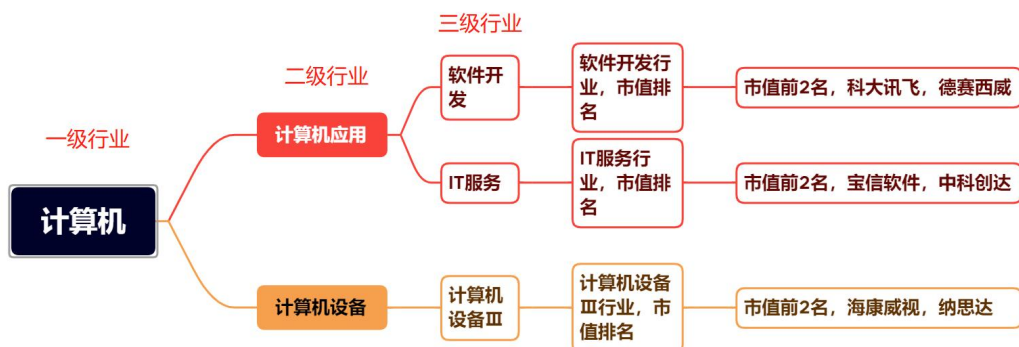 三级行业
二级行业
一级行业
计算机
计算机应用
软件开
发
软件开发行
业，市值排
名
市值前2名，科大讯飞，德赛西威
IT服务
IT服务行
业，市值排
名
市值前2名，宝信软件，中科创达
计算机设备
计算机
设备Ⅲ
计算机设备
Ⅲ行业，市
值排名
市值前2名，海康威视，纳思达